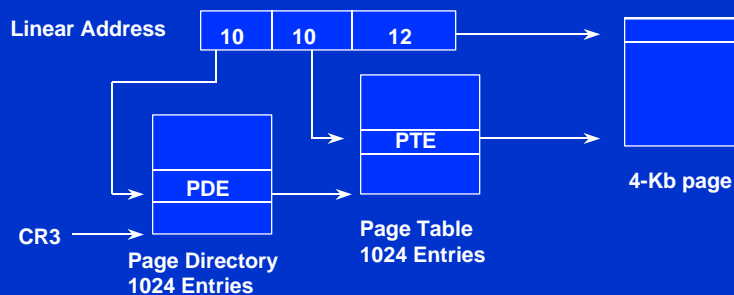 Linear Address
10
10
12
PTE
PDE
4-Kb page
CR3
Page Table
1024 Entries
Page Directory
1024 Entries